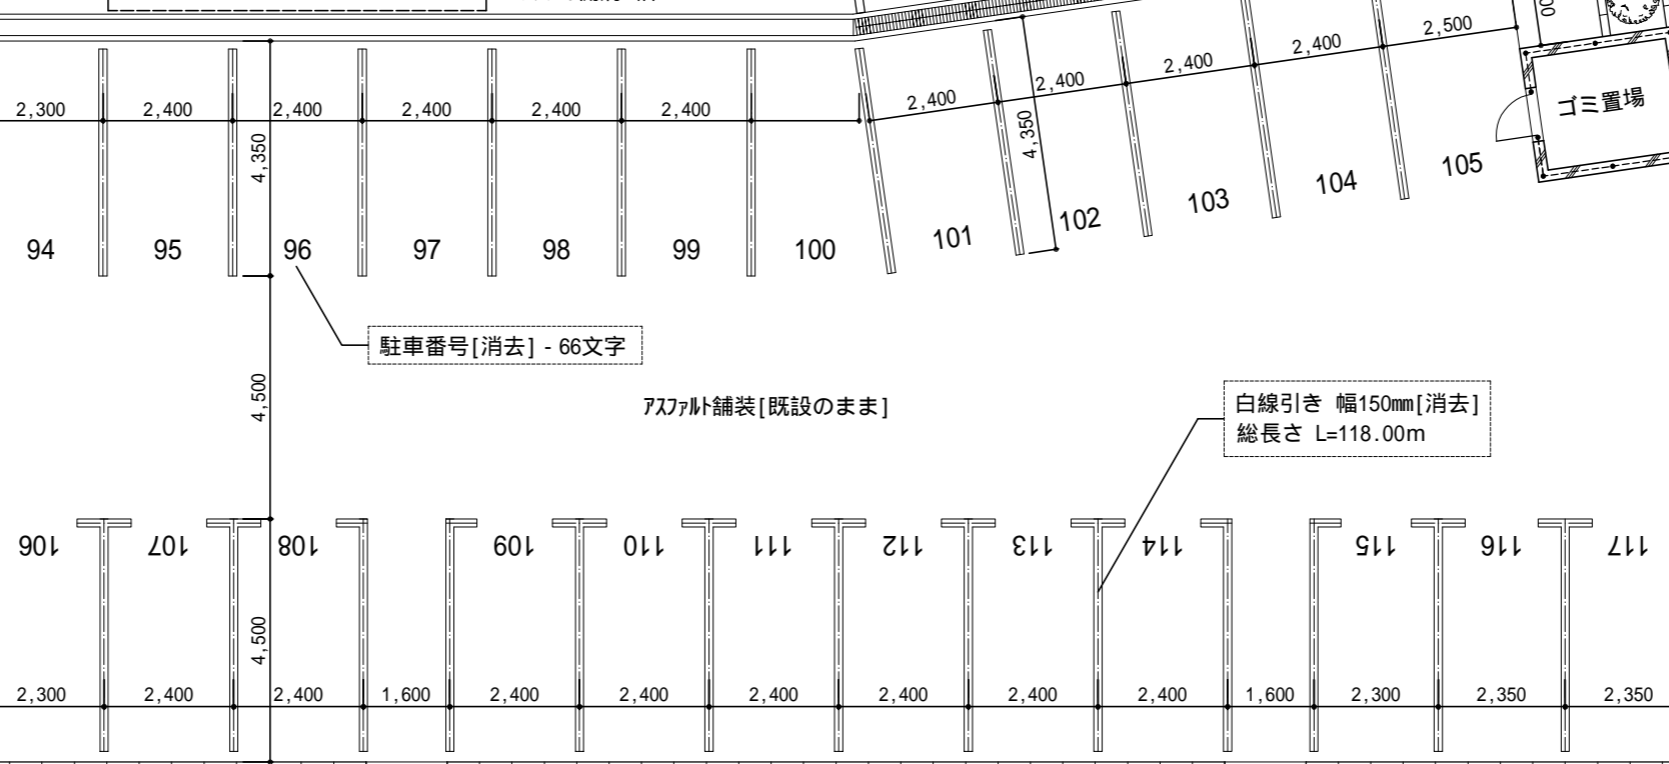 2,300 2,400 2,400 2,400 2,400 2,400
2,400 2,400 2,400 2,400 2,500
4,350
4,350
ゴミ置場
94 95 96 97 98 99 100 101 102 103 104 105
駐車番号[消去] - 66文字
4,500
アスファルト舗装[既設のまま]
白線引き 幅150mm[消去]
総長さ L=118.00m
106 107 108 109 110 111 112 113 114 115 116 117
4,500
2,300 2,400 2,400 1,600 2,400 2,400 2,400 2,400 2,400 2,400 1,600 2,300 2,350 2,350